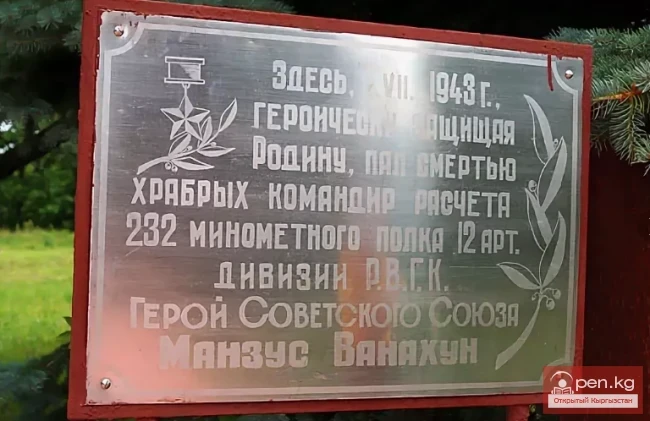 Здесь, VII. 1943 г.,
героически защищая
Родину, пал смертью
храбрых командир расчета
232 минометного полка 12 арт.
дивизии Р.В.Г.К.
Герой Советского Союза
Манзус Ванахун
Open.kg
Открытый Кыргызстан